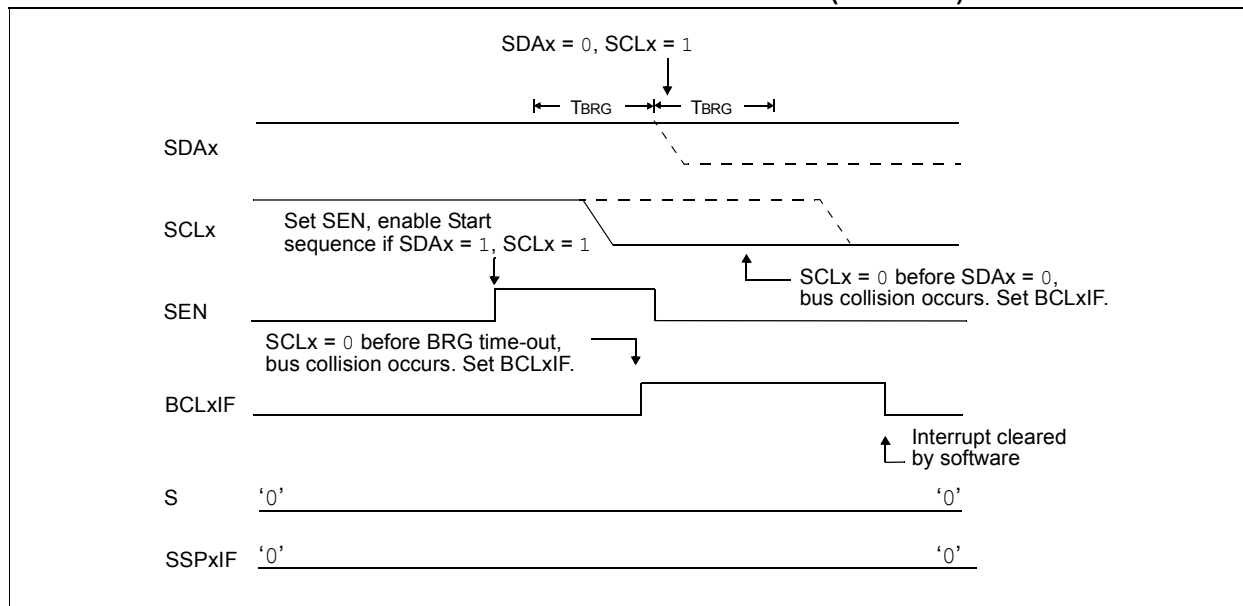 SDAx = 0, SCLx = 1
TBRG TBRG
SDAx
SCLx
Set SEN, enable Start
sequence if SDAx = 1, SCLx = 1
SCLx = 0 before SDAx = 0,
bus collision occurs. Set BCLxIF.
SEN
SCLx = 0 before BRG time-out,
bus collision occurs. Set BCLxIF.
BCLxIF
Interrupt cleared
by software
S ‘0’ ‘0’
SSPxIF ‘0’ ‘0’